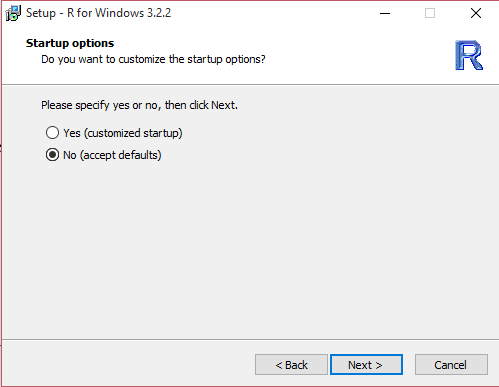 Setup - R for Windows 3.2.2
Startup options
Do you want to customize the startup options?
R
Please specify yes or no, then click Next.
Yes (customized startup)
No (accept defaults)
< Back
Next >
Cancel